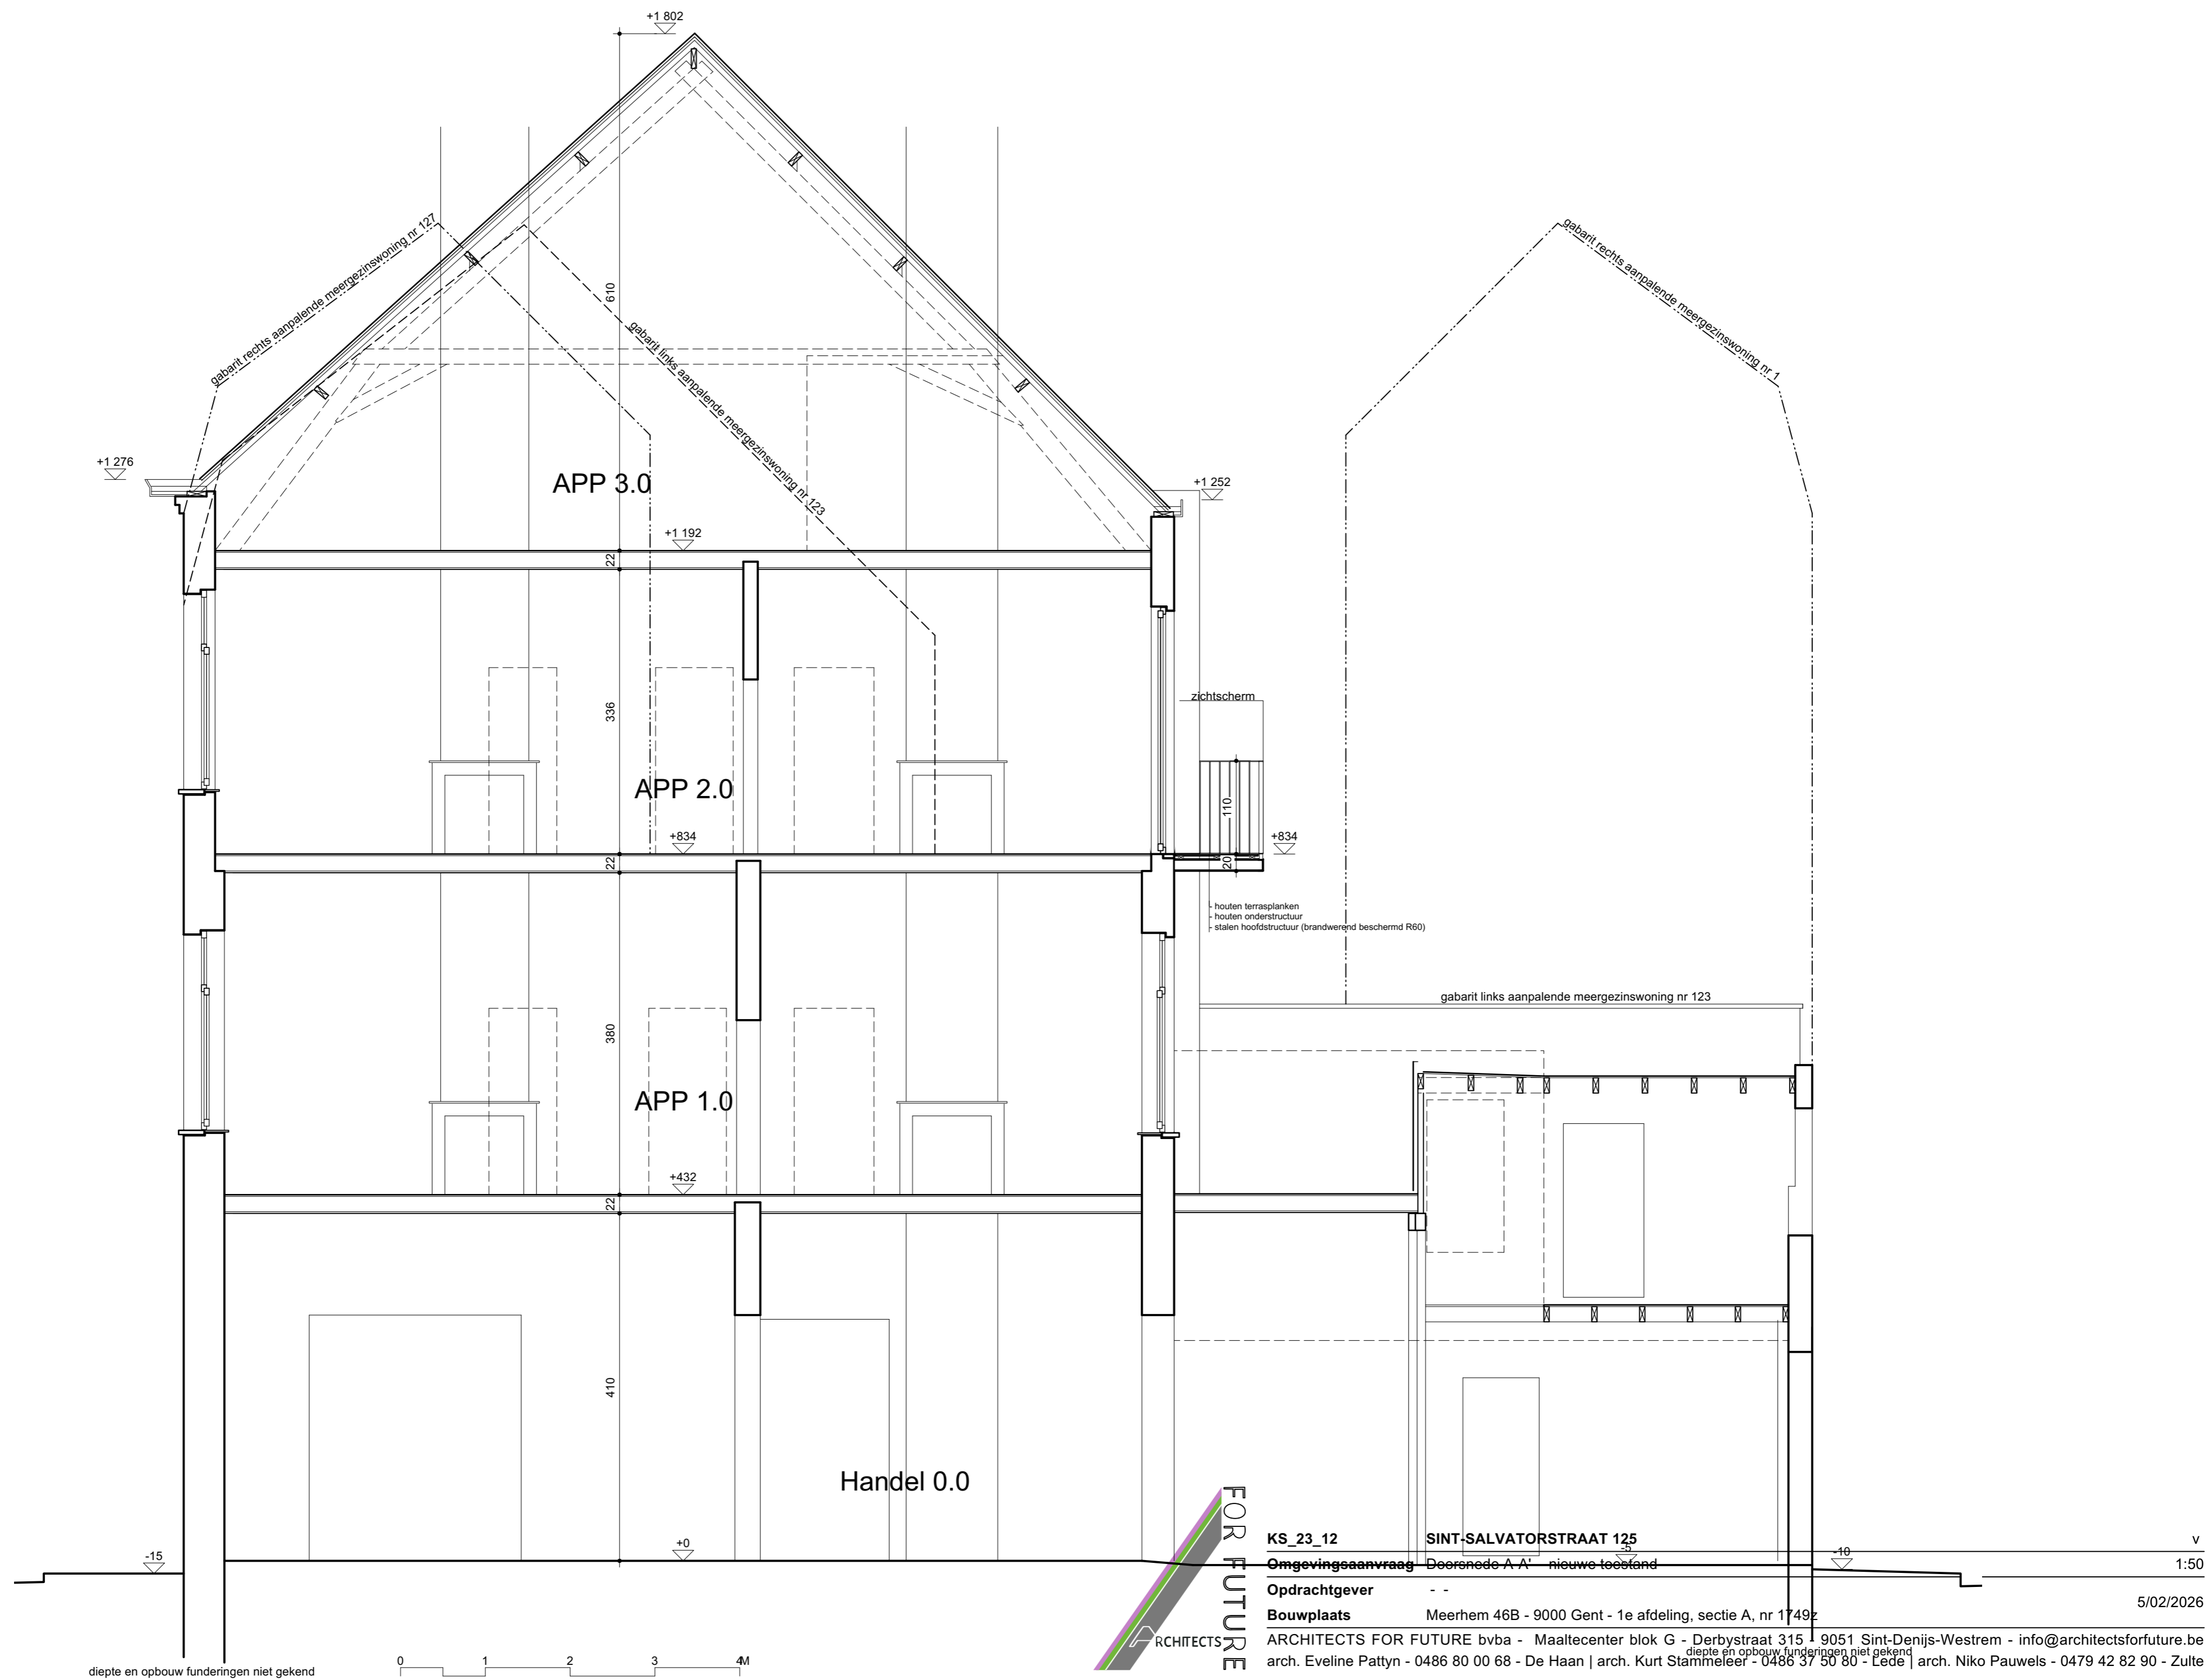 +1 802
gabarit rechts aanpalende meergezinswoning nr 127
gabarit rechts aanpalende meergezinswoning nr 1
610
gabarit links aanpalende meergezinswoning nr 123
+1 276
APP 3.0
+1 252
+1 192
22
zichtscherm
336
APP 2.0
110
+834
+834
22
20
- houten terrasplanken
- houten onderstructuur
- stalen hoofdstructuur (brandwerend beschermd R60)
gabarit links aanpalende meergezinswoning nr 123
380
APP 1.0
+432
22
410
Handel 0.0
+0
-15
-5
-10
FOR FUTURE
ARCHITECTS
KS_23_12 SINT-SALVATORSTRAAT 125 v
Omgevingsaanvraag Doorsnede A-A' - nieuwe toestand 1:50
Opdrachtgever - -
5/02/2026
Bouwplaats Meerhem 46B - 9000 Gent - 1e afdeling, sectie A, nr 1749z
ARCHITECTS FOR FUTURE bvba - Maaltecenter blok G - Derbystraat 315 - 9051 Sint-Denijs-Westrem - info@architectsforfuture.be
diepte en opbouw funderingen niet gekend
arch. Eveline Pattyn - 0486 80 00 68 - De Haan | arch. Kurt Stammeleer - 0486 37 50 80 - Lede | arch. Niko Pauwels - 0479 42 82 90 - Zulte
0 1 2 3 4M
diepte en opbouw funderingen niet gekend